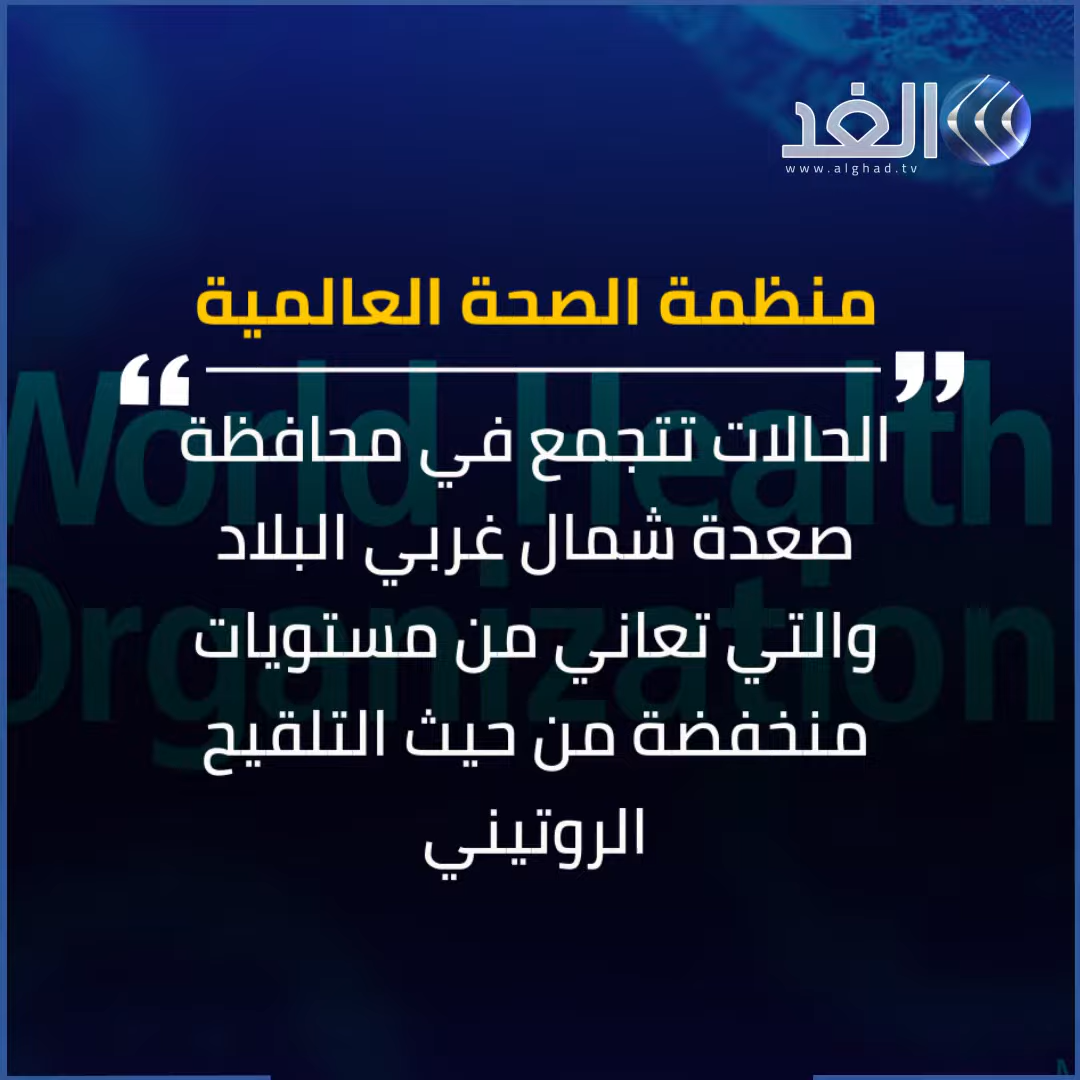 الغد
www.alghad.tv
منظمة الصحة العالمية
”
“
الحالات تتجمع في محافظة
صعدة شمال غربي البلاد
والتي تعاني من مستويات
منخفضة من حيث التلقيح
الروتيني
World Health
Organization